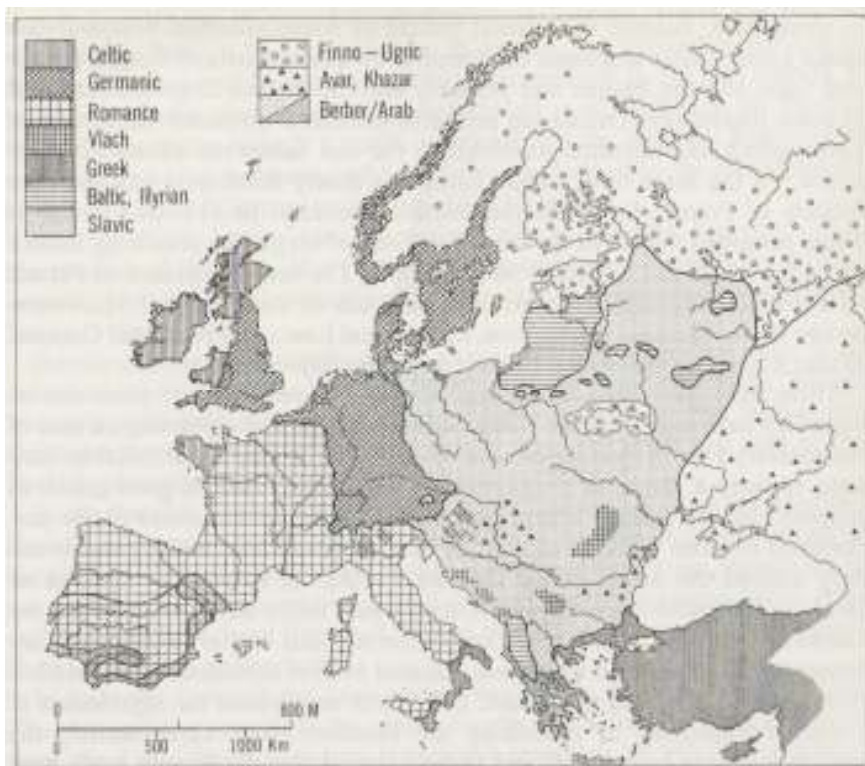 Celtic
Germanic
Romance
Vlach
Greek
Baltic, Illyrian
Slavic
Finno-Ugric
Avar, Khazar
Berber/Arab
0 800 M
0 500 1000 Km